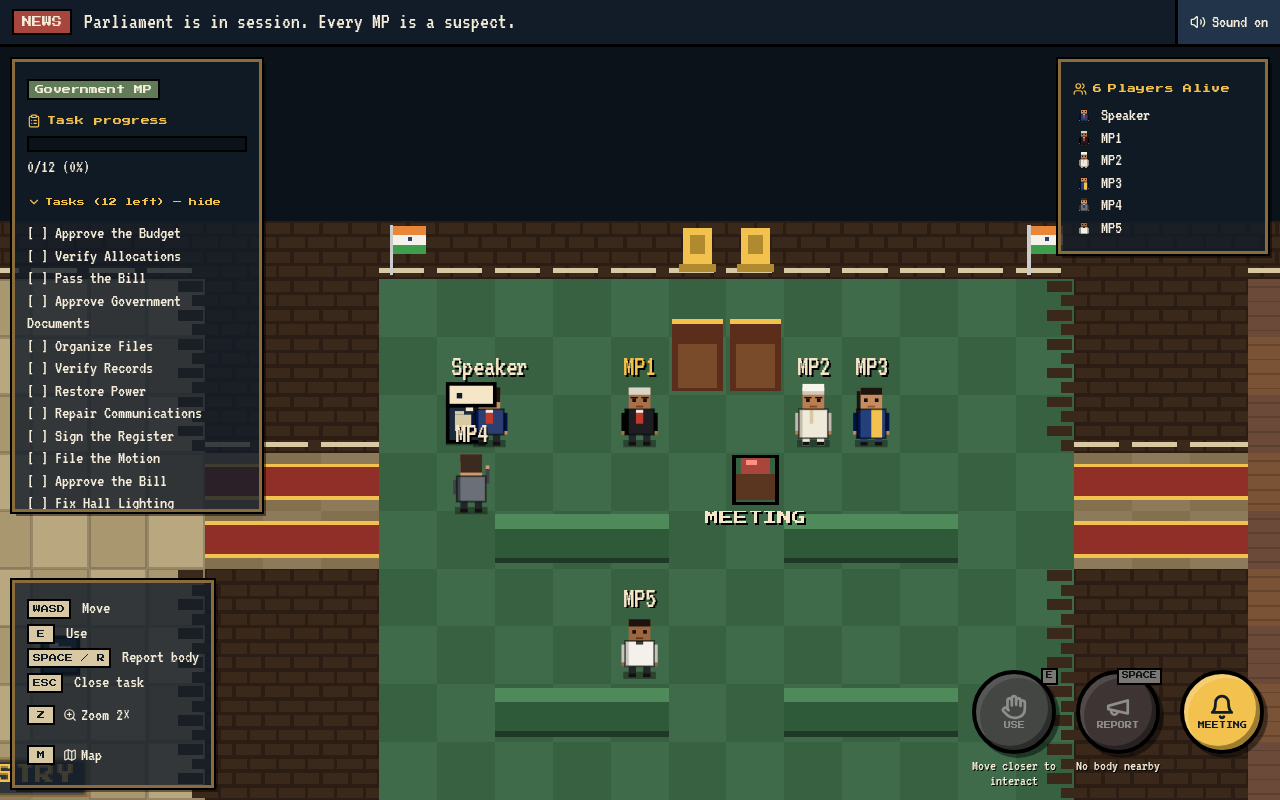 NEWS Parliament is in session. Every MP is a suspect.
Sound on
Government MP
Task progress
0/12 (0%)
Tasks (12 left) — hide
[ ] Approve the Budget
[ ] Verify Allocations
[ ] Pass the Bill
[ ] Approve Government
Documents
[ ] Organize Files
[ ] Verify Records
[ ] Restore Power
[ ] Repair Communications
[ ] Sign the Register
[ ] File the Motion
[ ] Approve the Bill
[ ] Fix Hall Lighting
6 Players Alive
Speaker
MP1
MP2
MP3
MP4
MP5
Speaker
MP1
MP2
MP3
MP4
MEETING
MP5
WASD Move
E Use
SPACE / R Report body
ESC Close task
Z Zoom 2X
M Map
STRY
E
USE
Move closer to
interact
SPACE
REPORT
No body nearby
MEETING